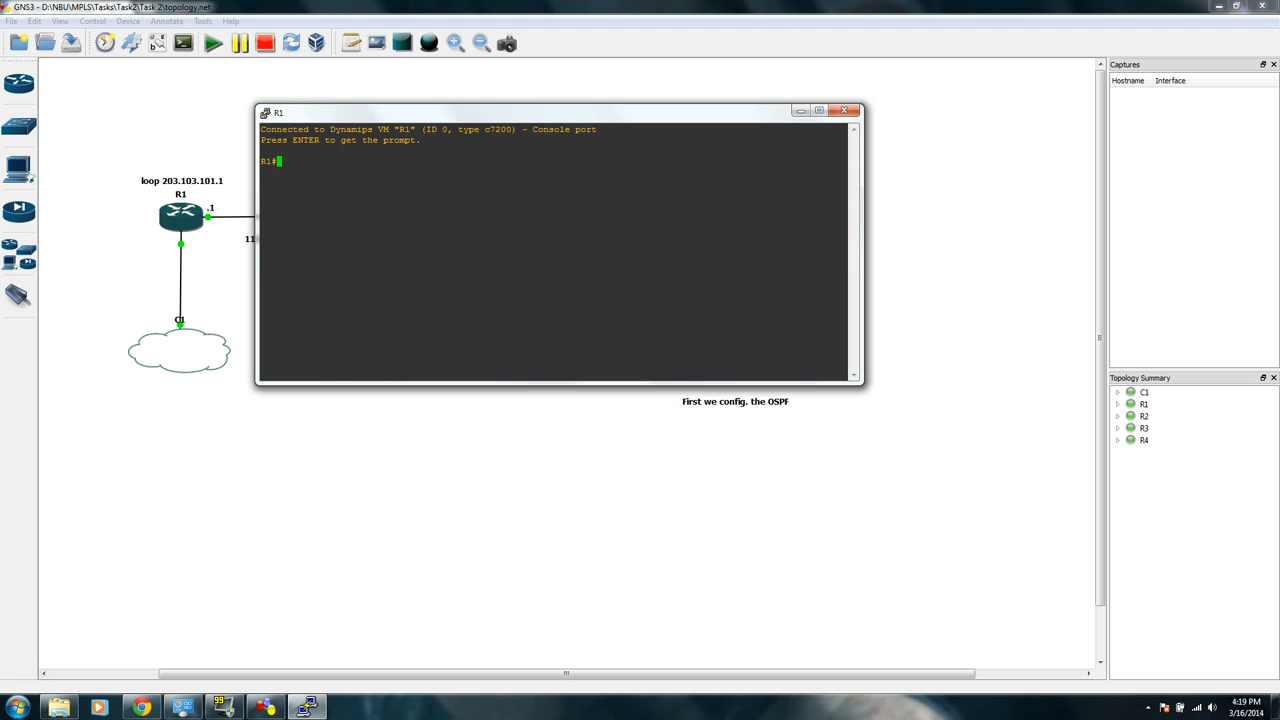 GNS3 - D:\NBU\MPLS\Tasks\Task2\Task 2\topology.net
File Edit View Control Device Annotate Tools Help
Captures
Hostname Interface
R1
Connected to Dynamips VM "R1" (ID 0, type c7200) - Console port
Press ENTER to get the prompt.
R1#
loop 203.103.101.1
R1
.1
11
C1
First we config. the OSPF
Topology Summary
C1
R1
R2
R3
R4
99
4:19 PM
3/16/2014